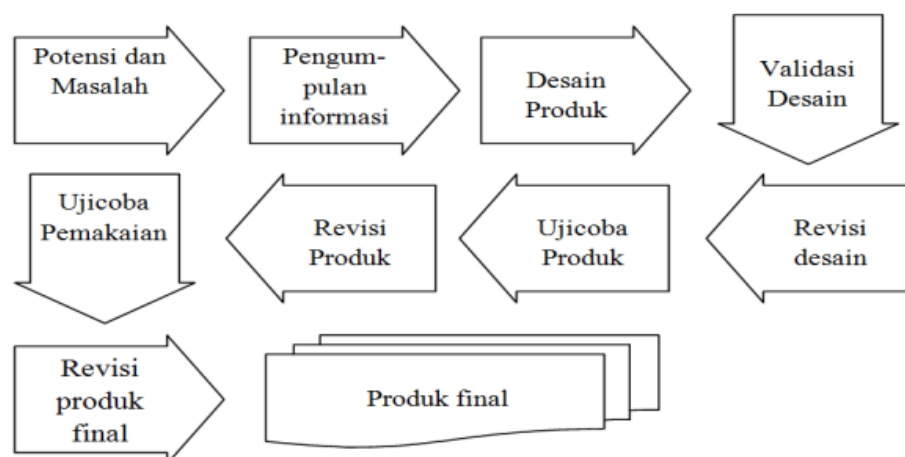 Potensi dan
Masalah
Pengum-
pulan
informasi
Desain
Produk
Validasi
Desain
Revisi
desain
Ujicoba
Produk
Revisi
Produk
Ujicoba
Pemakaian
Revisi
produk
final
Produk final